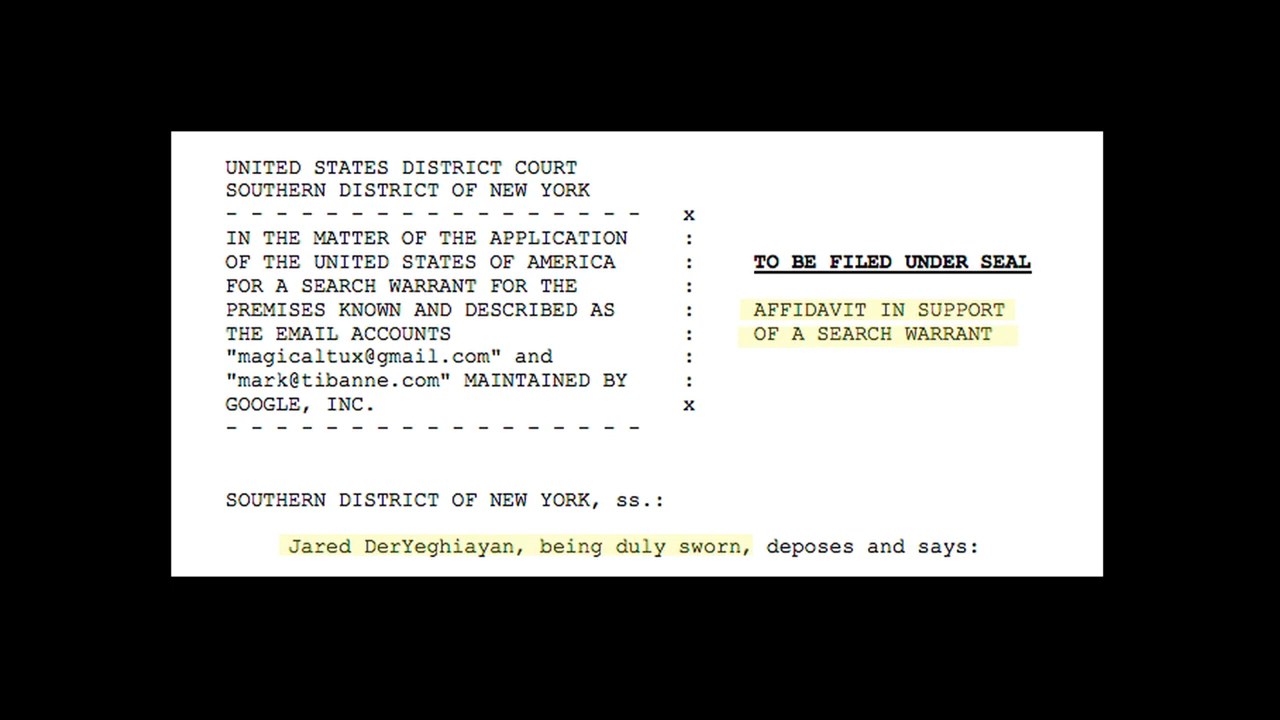 UNITED STATES DISTRICT COURT
SOUTHERN DISTRICT OF NEW YORK
- - - - - - - - - - - - - - - - - x
IN THE MATTER OF THE APPLICATION :
OF THE UNITED STATES OF AMERICA : TO BE FILED UNDER SEAL
FOR A SEARCH WARRANT FOR THE :
PREMISES KNOWN AND DESCRIBED AS : AFFIDAVIT IN SUPPORT
THE EMAIL ACCOUNTS : OF A SEARCH WARRANT
"magicaltux@gmail.com" and :
"mark@tibanne.com" MAINTAINED BY :
GOOGLE, INC. x
- - - - - - - - - - - - - - - - -
SOUTHERN DISTRICT OF NEW YORK, ss.:
Jared DerYeghiayan, being duly sworn, deposes and says: